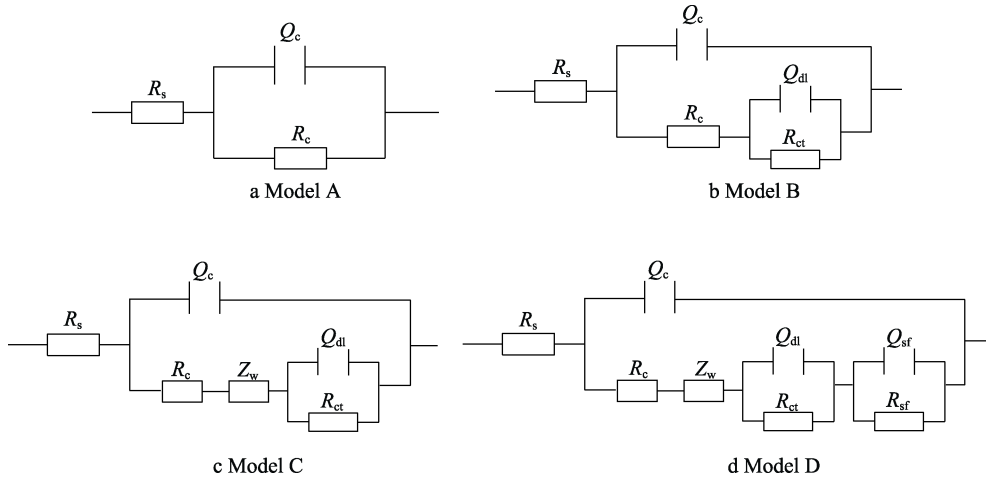 Qc
Rs
Rc
a Model A
Qc
Rs
Qdl
Rc
Rct
b Model B
Qc
Rs
Qdl
Rc
Zw
Rct
c Model C
Qc
Rs
Qdl
Qsf
Rc
Zw
Rct
Rsf
d Model D